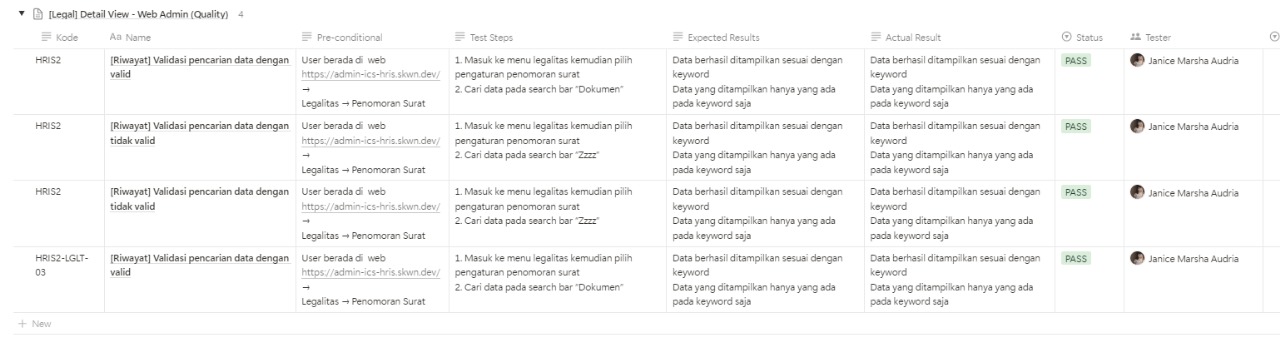 [Legal] Detail View - Web Admin (Quality) 4
Kode Aa Name Pre-conditional Test Steps Expected Results Actual Result Status Tester
HRIS2
[Riwayat] Validasi pencarian data dengan
valid
User berada di web
https://admin-ics-hris.skwn.dev/
→
Legalitas → Penomoran Surat
1. Masuk ke menu legalitas kemudian pilih
pengaturan penomoran surat
2. Cari data pada search bar "Dokumen"
Data berhasil ditampilkan sesuai dengan
keyword
Data yang ditampilkan hanya yang ada
pada keyword saja
Data berhasil ditampilkan sesuai dengan
keyword
Data yang ditampilkan hanya yang ada
pada keyword saja
PASS
Janice Marsha Audria
HRIS2
[Riwayat] Validasi pencarian data dengan
tidak valid
User berada di web
https://admin-ics-hris.skwn.dev/
→
Legalitas → Penomoran Surat
1. Masuk ke menu legalitas kemudian pilih
pengaturan penomoran surat
2. Cari data pada search bar "Zzzz"
Data berhasil ditampilkan sesuai dengan
keyword
Data yang ditampilkan hanya yang ada
pada keyword saja
Data berhasil ditampilkan sesuai dengan
keyword
Data yang ditampilkan hanya yang ada
pada keyword saja
PASS
Janice Marsha Audria
HRIS2
[Riwayat] Validasi pencarian data dengan
tidak valid
User berada di web
https://admin-ics-hris.skwn.dev/
→
Legalitas → Penomoran Surat
1. Masuk ke menu legalitas kemudian pilih
pengaturan penomoran surat
2. Cari data pada search bar "Zzzz"
Data berhasil ditampilkan sesuai dengan
keyword
Data yang ditampilkan hanya yang ada
pada keyword saja
Data berhasil ditampilkan sesuai dengan
keyword
Data yang ditampilkan hanya yang ada
pada keyword saja
PASS
Janice Marsha Audria
HRIS2-LGLT-
03
[Riwayat] Validasi pencarian data dengan
valid
User berada di web
https://admin-ics-hris.skwn.dev/
→
Legalitas → Penomoran Surat
1. Masuk ke menu legalitas kemudian pilih
pengaturan penomoran surat
2. Cari data pada search bar "Dokumen"
Data berhasil ditampilkan sesuai dengan
keyword
Data yang ditampilkan hanya yang ada
pada keyword saja
Data berhasil ditampilkan sesuai dengan
keyword
Data yang ditampilkan hanya yang ada
pada keyword saja
PASS
Janice Marsha Audria
+ New